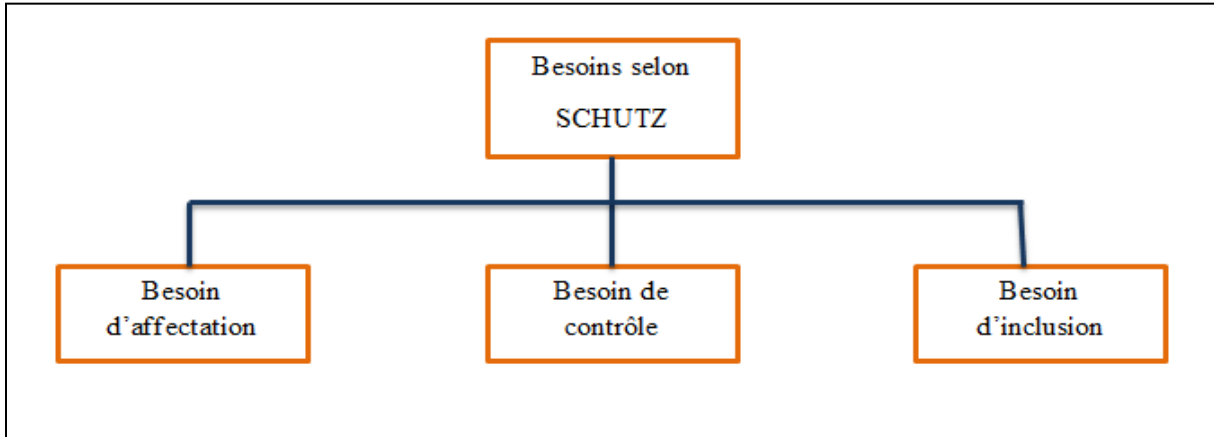 Besoins selon
SCHUTZ
Besoin
d’affectation
Besoin de
contrôle
Besoin
d’inclusion